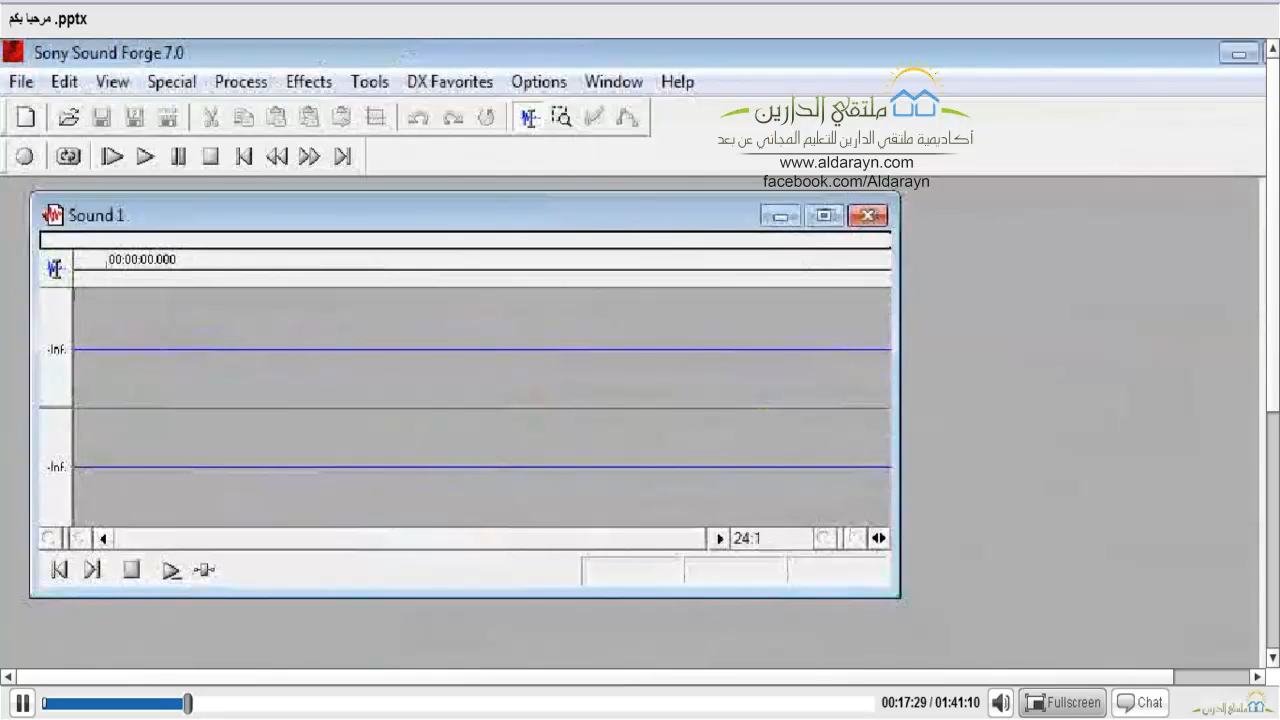 مرحبا بكم .pptx
Sony Sound Forge 7.0
File Edit View Special Process Effects Tools DX Favorites Options Window Help
ملتقى الدارين
أكاديمية ملتقى الدارين للتعليم المجاني عن بعد
www.aldarayn.com
facebook.com/Aldarayn
Sound 1
00:00:00.000
-Inf.
-Inf.
24:1
00:17:29 / 01:41:10 Fullscreen Chat ملتقى الدارين